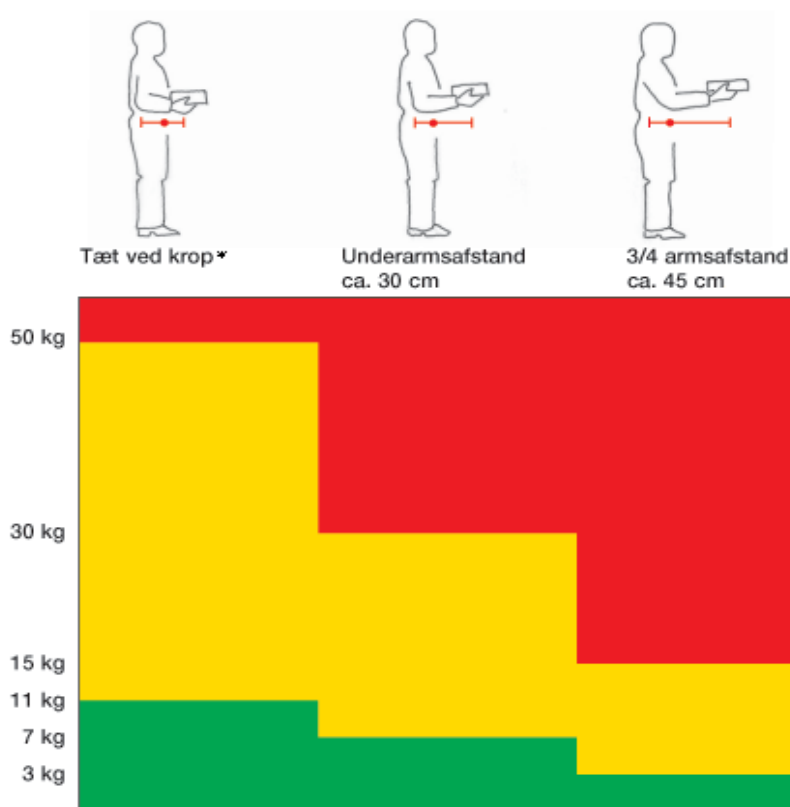 Tæt ved krop*
Underarmsafstand
ca. 30 cm
3/4 armsafstand
ca. 45 cm
50 kg
30 kg
15 kg
11 kg
7 kg
3 kg